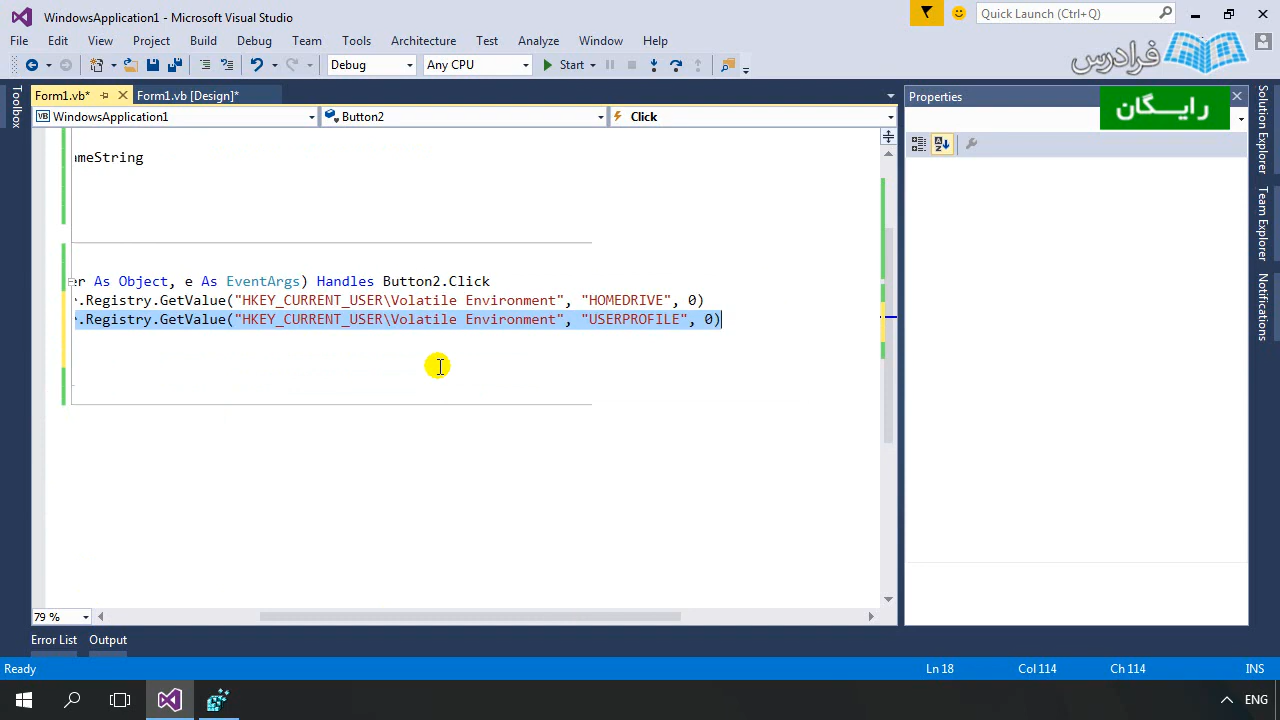 WindowsApplication1 - Microsoft Visual Studio
Quick Launch (Ctrl+Q)
File Edit View Project Build Debug Team Tools Architecture Test Analyze Window Help
فرادرس
Debug Any CPU Start
Form1.vb* Form1.vb [Design]*
Properties
رایگان
WindowsApplication1 Button2 Click
Toolbox
Solution Explorer
Team Explorer
ameString
er As Object, e As EventArgs) Handles Button2.Click
.Registry.GetValue("HKEY_CURRENT_USER\Volatile Environment", "HOMEDRIVE", 0)
.Registry.GetValue("HKEY_CURRENT_USER\Volatile Environment", "USERPROFILE", 0)
79 %
Error List Output
Ready Ln 18 Col 114 Ch 114 INS
ENG